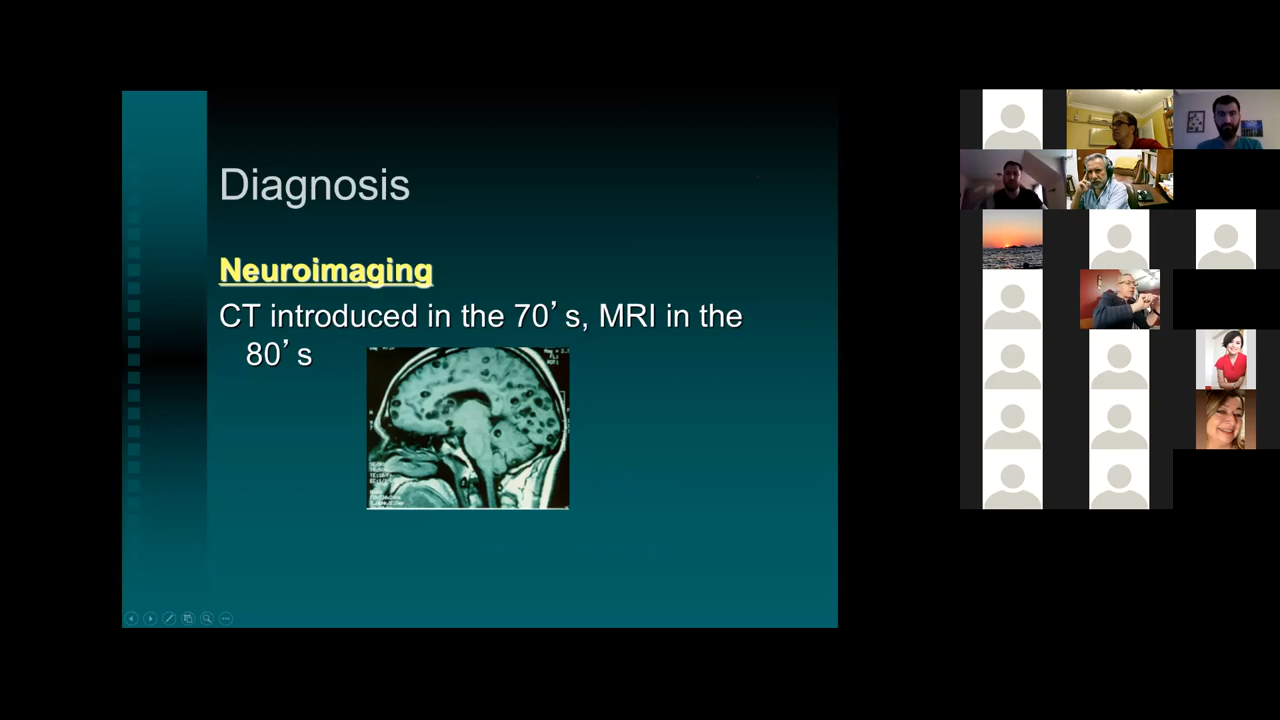 Diagnosis
Neuroimaging
CT introduced in the 70’s, MRI in the
80’s